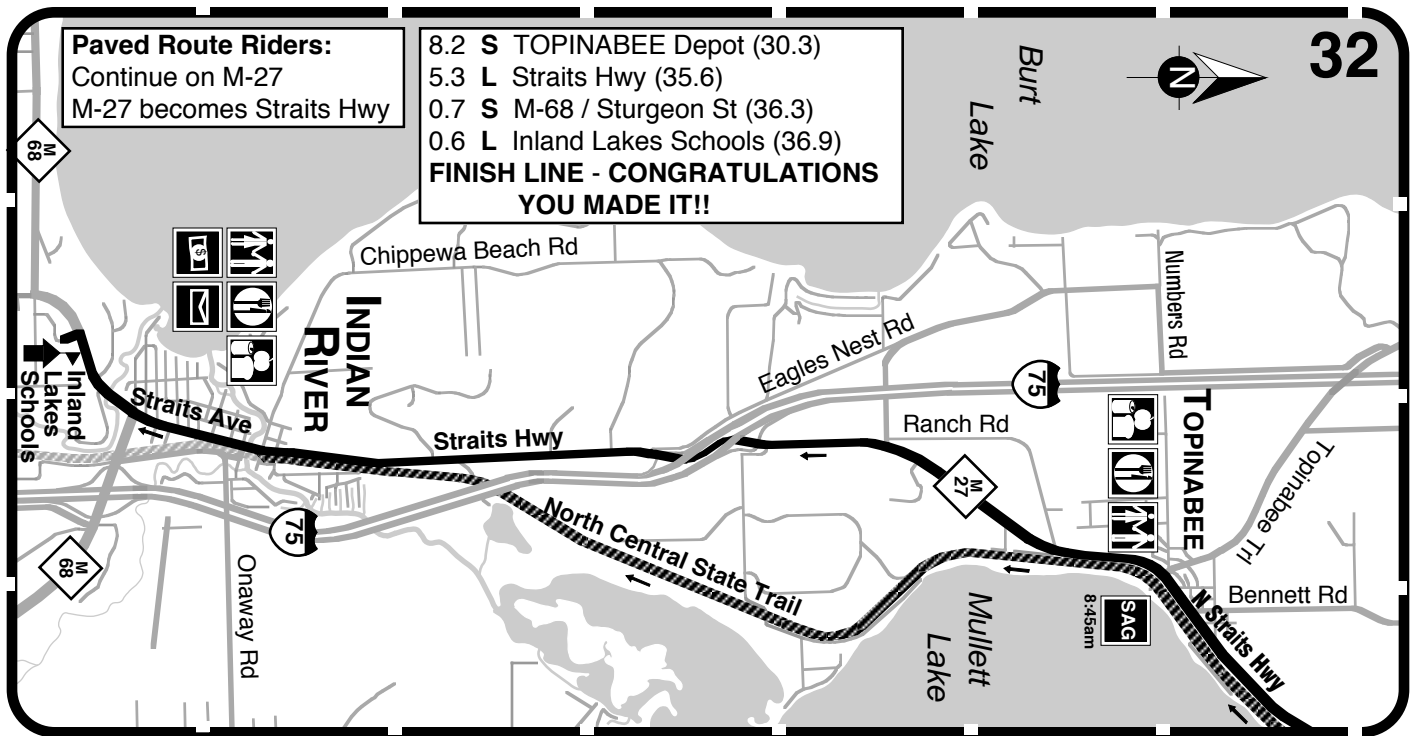 32
Paved Route Riders:
Continue on M-27
M-27 becomes Straits Hwy
8.2 S TOPINABEE Depot (30.3)
5.3 L Straits Hwy (35.6)
0.7 S M-68 / Sturgeon St (36.3)
0.6 L Inland Lakes Schools (36.9)
FINISH LINE - CONGRATULATIONS
YOU MADE IT!!
Burt
Lake
N
M
68
$
Chippewa Beach Rd
INDIAN
RIVER
Numbers Rd
Eagles Nest Rd
75
Ranch Rd
TOPINABEE
Topinabee Trl
Inland
Lakes
Schools
Straits Ave
Straits Hwy
M
27
North Central State Trail
75
M
68
Onaway Rd
Mullett
Lake
SAG
8:45am
Bennett Rd
N Straits Hwy